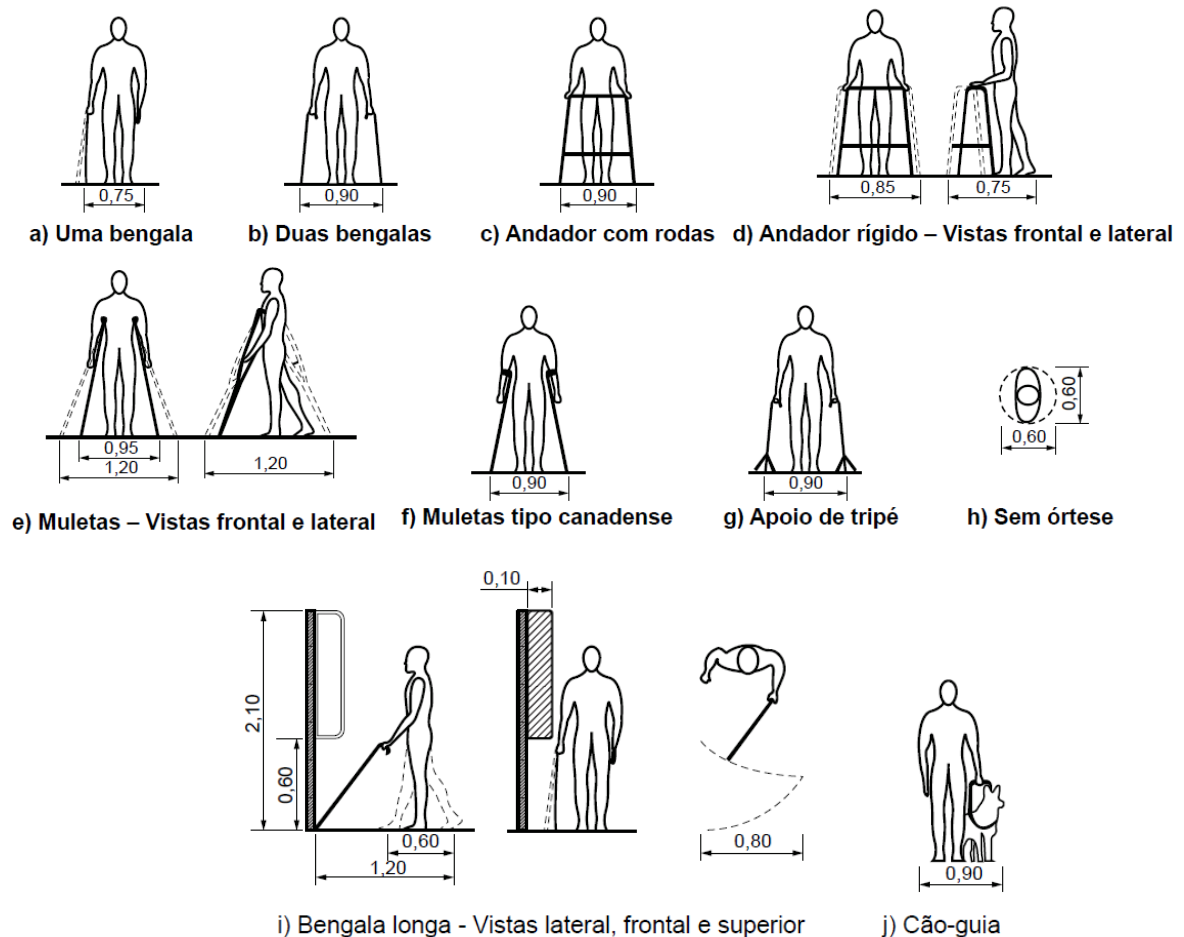 0,75
0,90
0,90
0,85
0,75
a) Uma bengala
b) Duas bengalas
c) Andador com rodas
d) Andador rígido – Vistas frontal e lateral
0,95
1,20
1,20
e) Muletas – Vistas frontal e lateral
0,90
f) Muletas tipo canadense
0,90
g) Apoio de tripé
0,60
0,60
h) Sem órtese
2,10
0,60
0,60
1,20
0,10
0,80
i) Bengala longa - Vistas lateral, frontal e superior
0,90
j) Cão-guia